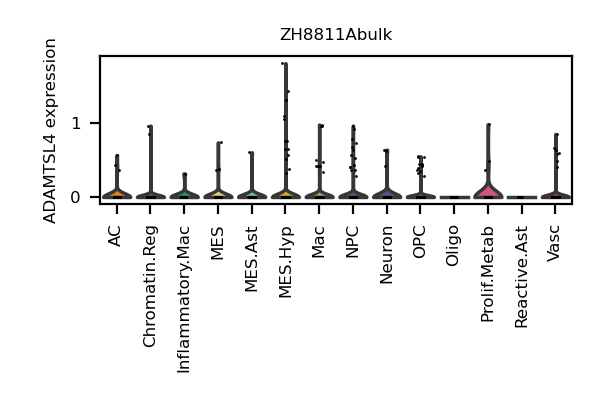 ZH8811Abulk
ADAMTSL4 expression
1
0
AC
Chromatin.Reg
Inflammatory.Mac
MES
MES.Ast
MES.Hyp
Mac
NPC
Neuron
OPC
Oligo
Prolif.Metab
Reactive.Ast
Vasc